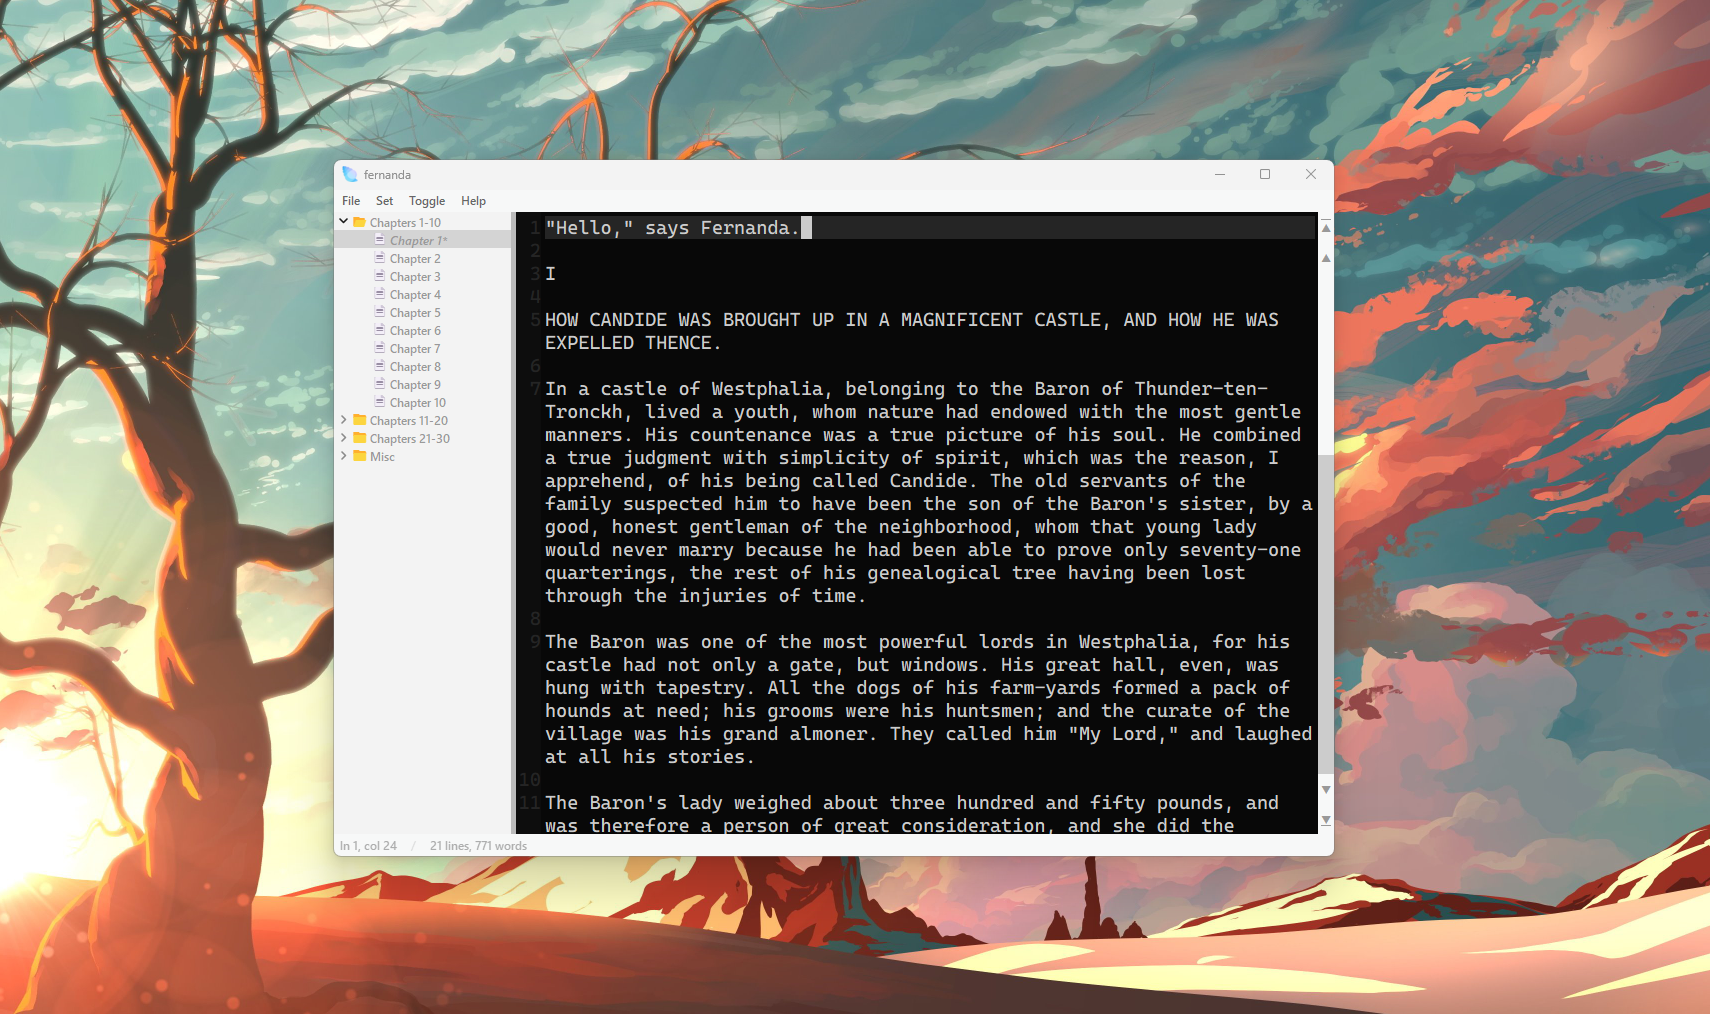 fernanda
File Set Toggle Help
Chapters 1-10
Chapter 1*
Chapter 2
Chapter 3
Chapter 4
Chapter 5
Chapter 6
Chapter 7
Chapter 8
Chapter 9
Chapter 10
Chapters 11-20
Chapters 21-30
Misc
1 "Hello," says Fernanda.
2
3 I
4
5 HOW CANDIDE WAS BROUGHT UP IN A MAGNIFICENT CASTLE, AND HOW HE WAS
EXPELLED THENCE.
6
7 In a castle of Westphalia, belonging to the Baron of Thunder-ten-
Tronckh, lived a youth, whom nature had endowed with the most gentle
manners. His countenance was a true picture of his soul. He combined
a true judgment with simplicity of spirit, which was the reason, I
apprehend, of his being called Candide. The old servants of the
family suspected him to have been the son of the Baron's sister, by a
good, honest gentleman of the neighborhood, whom that young lady
would never marry because he had been able to prove only seventy-one
quarterings, the rest of his genealogical tree having been lost
through the injuries of time.
8
9 The Baron was one of the most powerful lords in Westphalia, for his
castle had not only a gate, but windows. His great hall, even, was
hung with tapestry. All the dogs of his farm-yards formed a pack of
hounds at need; his grooms were his huntsmen; and the curate of the
village was his grand almoner. They called him "My Lord," and laughed
at all his stories.
10
11 The Baron's lady weighed about three hundred and fifty pounds, and
was therefore a person of great consideration, and she did the
ln 1, col 24 / 21 lines, 771 words